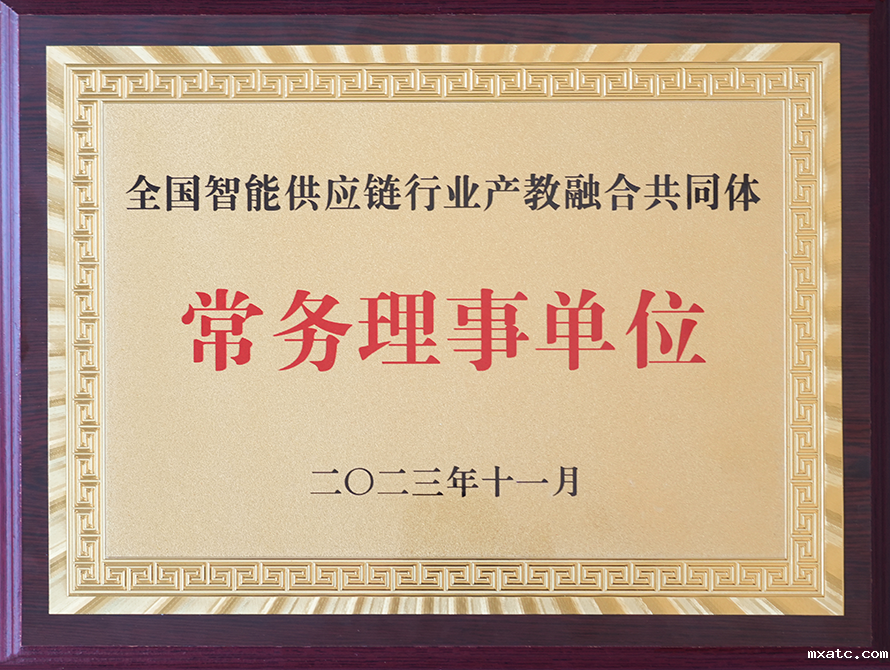 全国智能供应链行业产教融合共同体
常务理事单位
二〇二三年十一月
mxatc.com